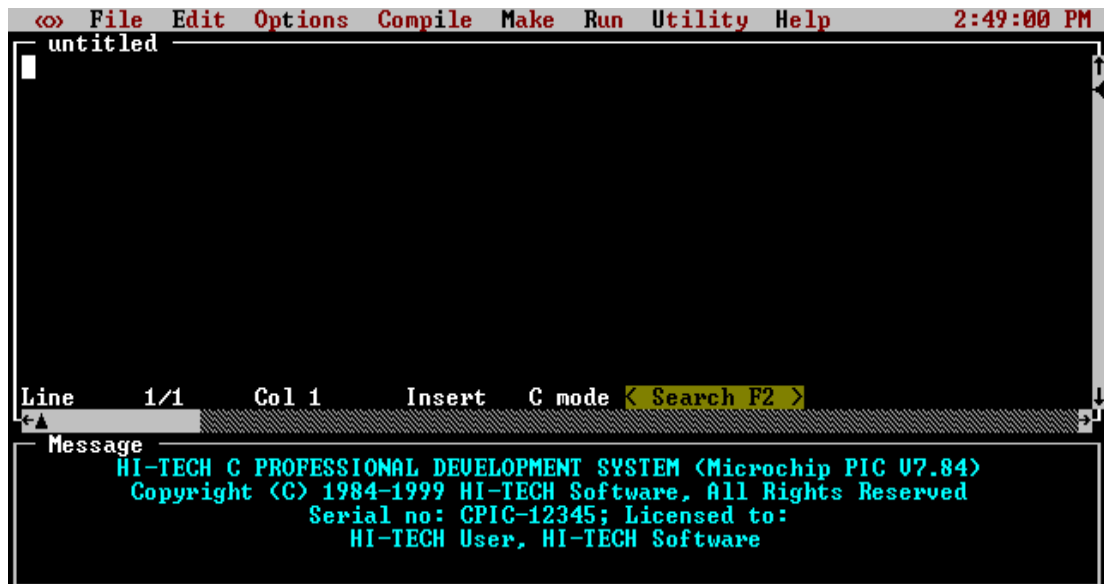 «» File Edit Options Compile Make Run Utility Help 2:49:00 PM
untitled
Line 1/1 Col 1 Insert C mode < Search F2 >
Message
HI-TECH C PROFESSIONAL DEVELOPMENT SYSTEM (Microchip PIC V7.84)
Copyright (C) 1984-1999 HI-TECH Software, All Rights Reserved
Serial no: CPIC-12345; Licensed to:
HI-TECH User, HI-TECH Software